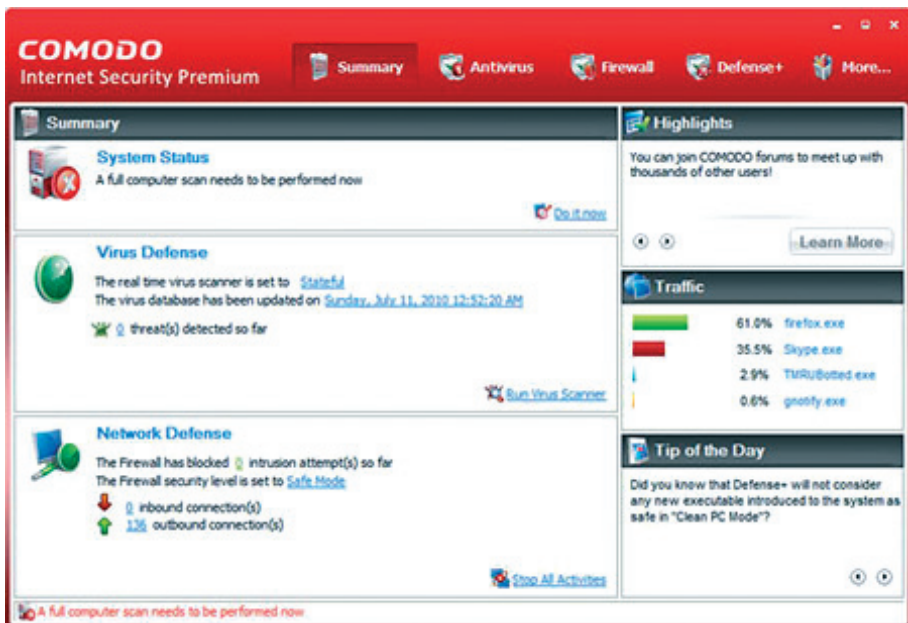 COMODO
Internet Security Premium
Summary
Antivirus
Firewall
Defense+
More...
Summary
System Status
A full computer scan needs to be performed now
Do it now
Virus Defense
The real time virus scanner is set to Stateful
The virus database has been updated on Sunday, July 11, 2010 12:52:20 AM
0 threat(s) detected so far
Run Virus Scanner
Network Defense
The Firewall has blocked 0 intrusion attempt(s) so far
The Firewall security level is set to Safe Mode
0 inbound connection(s)
136 outbound connection(s)
Stop All Activities
Highlights
You can join COMODO forums to meet up with
thousands of other users!
Learn More
Traffic
61.0% firefox.exe
35.5% Skype.exe
2.9% TMRUBotted.exe
0.6% gnotify.exe
Tip of the Day
Did you know that Defense+ will not consider
any new executable introduced to the system as
safe in "Clean PC Mode"?
A full computer scan needs to be performed now